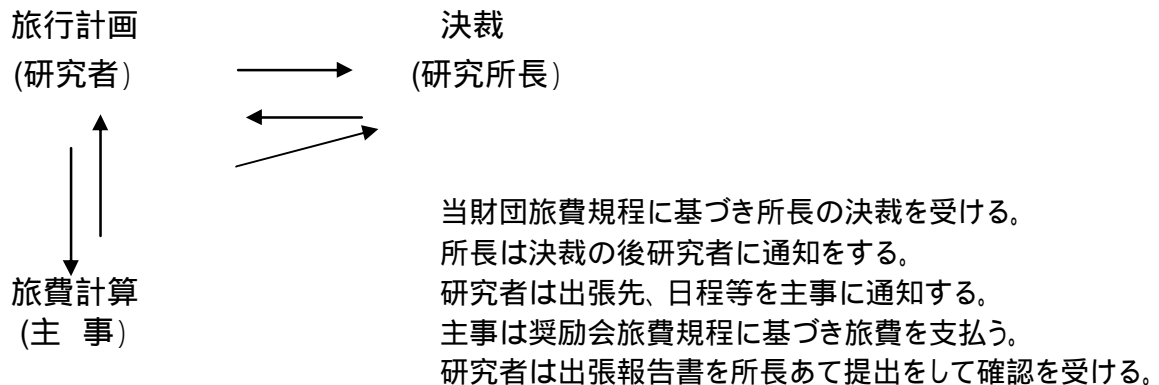 旅行計画
決裁
(研究者)
(研究所長)
当財団旅費規程に基づき所長の決裁を受ける。
所長は決裁の後研究者に通知をする。
旅費計算
研究者は出張先、日程等を主事に通知する。
(主 事)
主事は奨励会旅費規程に基づき旅費を支払う。
研究者は出張報告書を所長あて提出をして確認を受ける。